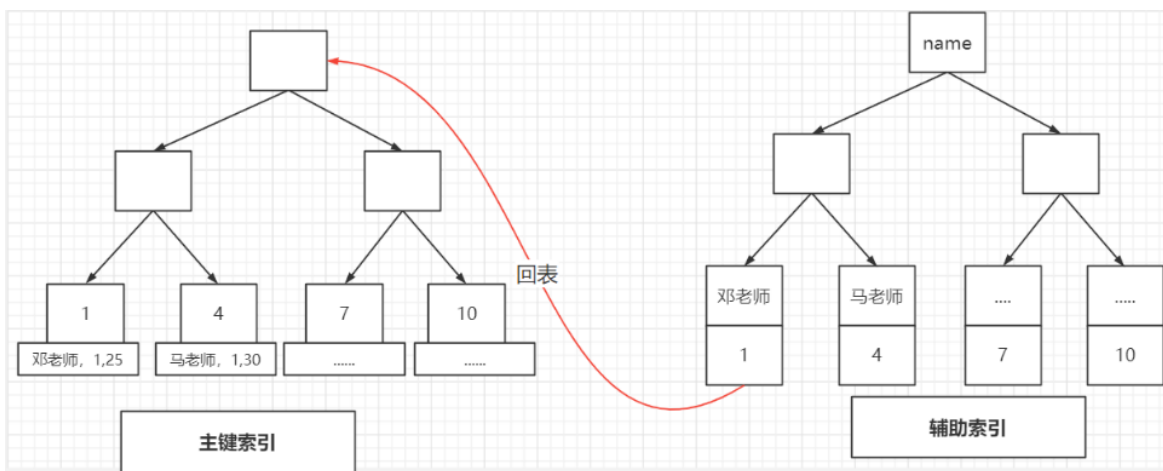 name
回表
1
4
7
10
邓老师，1,25
马老师，1,30
......
......
主键索引
邓老师
马老师
....
.....
1
4
7
10
辅助索引